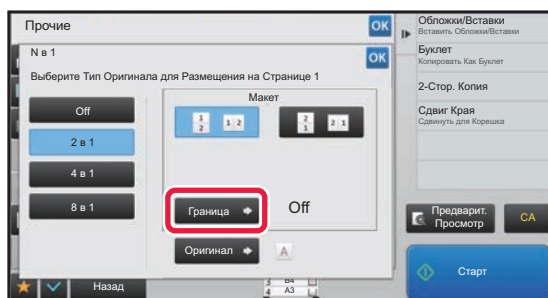 Прочие
OK
N в 1
OK
Выберите Тип Оригинала для Размещения на Странице 1
Off
2 в 1
4 в 1
8 в 1
Макет
1
2
1 2
2
1
2 1
Граница
Off
Оригинал
A
Назад
3 B4
4 A3
Обложки/Вставки
Вставить Обложки/Вставки
Буклет
Копировать Как Буклет
2-Стор. Копия
Сдвиг Края
Сдвинуть для Корешка
Предварит.
Просмотр
CA
Старт